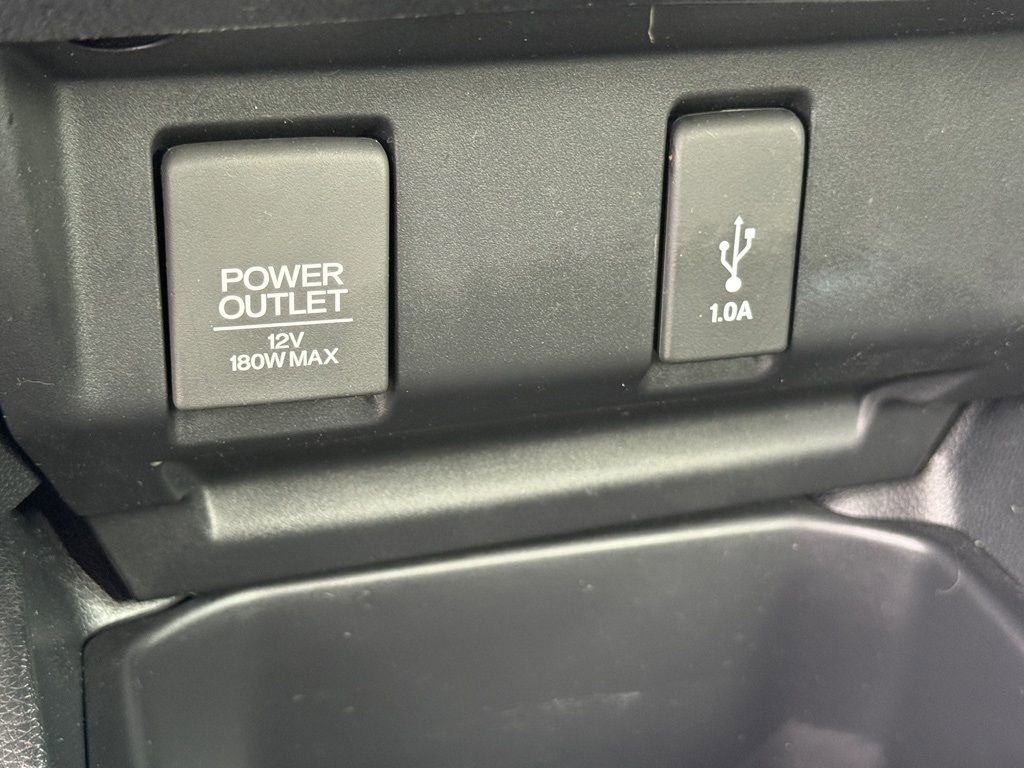 POWER
OUTLET
12V
180W MAX
1.0A